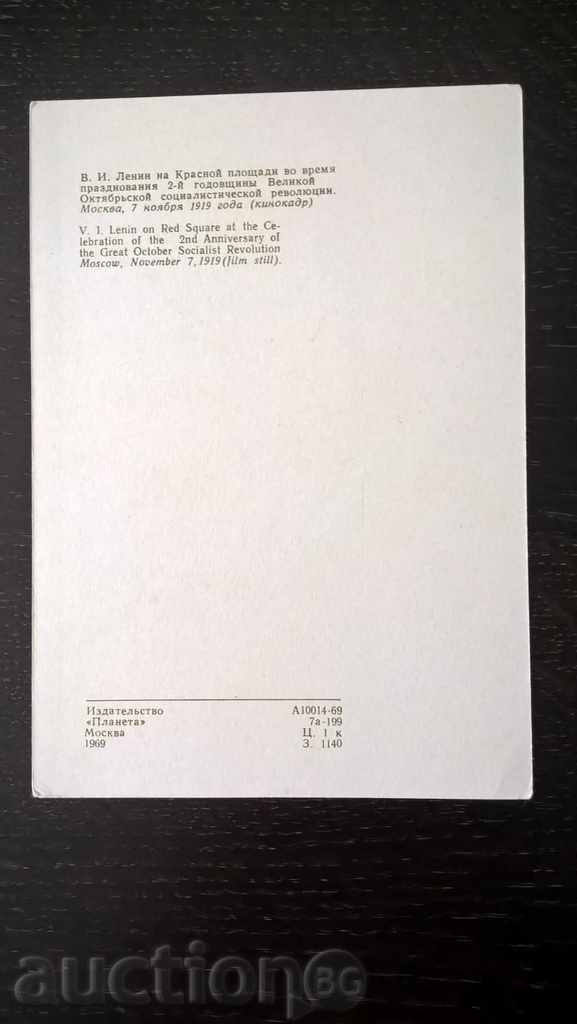 В. И. Ленин на Красной площади во время
празднования 2-й годовщины Великой
Октябрьской социалистической революции.
Москва, 7 ноября 1919 года (кинокадр)
V. I. Lenin on Red Square at the Ce-
lebration of the 2nd Anniversary of
the Great October Socialist Revolution
Moscow, November 7, 1919 (film still).
Издательство А10014-69
«Планета» 7а-199
Москва Ц. 1 к
1969 З. 1140
auctionBG